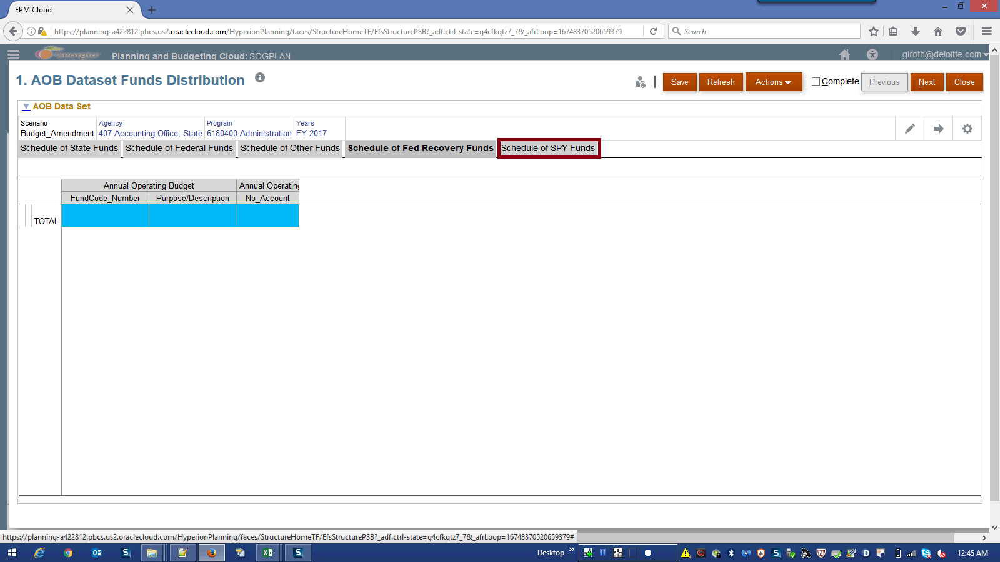 EPM Cloud
https://planning-a422812.pbcs.us2.oraclecloud.com/HyperionPlanning/faces/StructureHomeTF/EfsStructurePSB?_adf.ctrl-state=g4cfkqtz7_7&_afrLoop=16748370520659379
Search
Georgia Planning and Budgeting Cloud: SOGPLAN
glroth@deloitte.com
1. AOB Dataset Funds Distribution
Save Refresh Actions Complete Previous Next Close
AOB Data Set
Scenario Agency Program Years
Budget_Amendment 407-Accounting Office, State 6180400-Administration FY 2017
Schedule of State Funds Schedule of Federal Funds Schedule of Other Funds Schedule of Fed Recovery Funds Schedule of SPY Funds
Annual Operating Budget Annual Operating
FundCode_Number Purpose/Description No_Account
TOTAL
https://planning-a422812.pbcs.us2.oraclecloud.com/HyperionPlanning/faces/StructureHomeTF/EfsStructurePSB?_adf.ctrl-state=g4cfkqtz7_7&_afrLoop=16748370520659379#
Desktop
12:45 AM